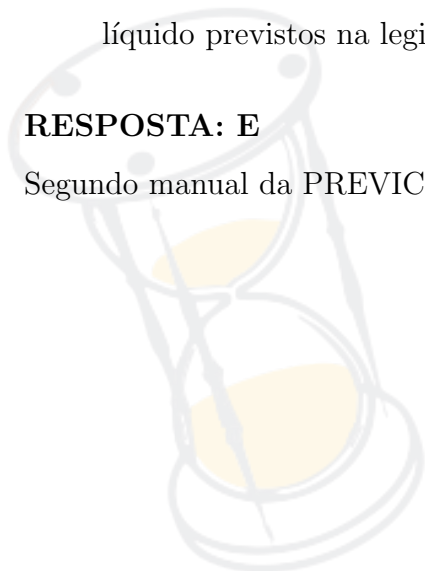 líquido previstos na legi
RESPOSTA: E
Segundo manual da PREVIC